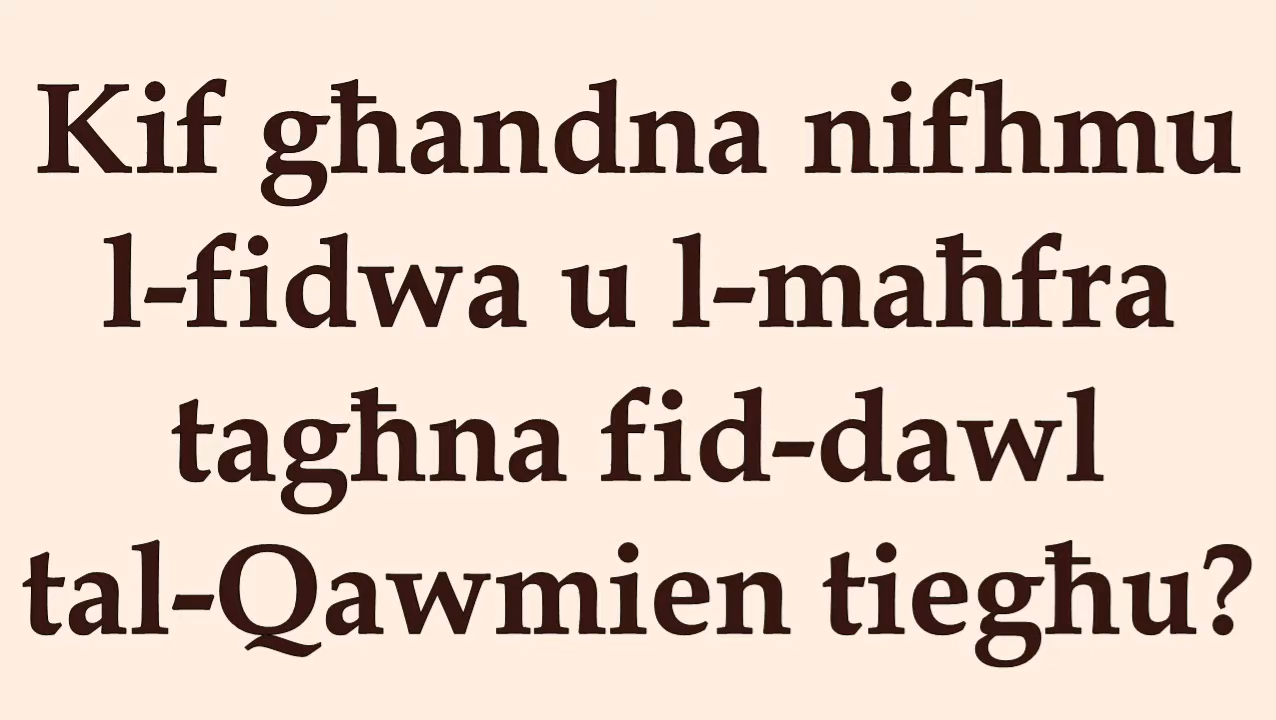 Kif għandna nifhmu
l-fidwa u l-maħfra
tagħna fid-dawl
tal-Qawmien tiegħu?